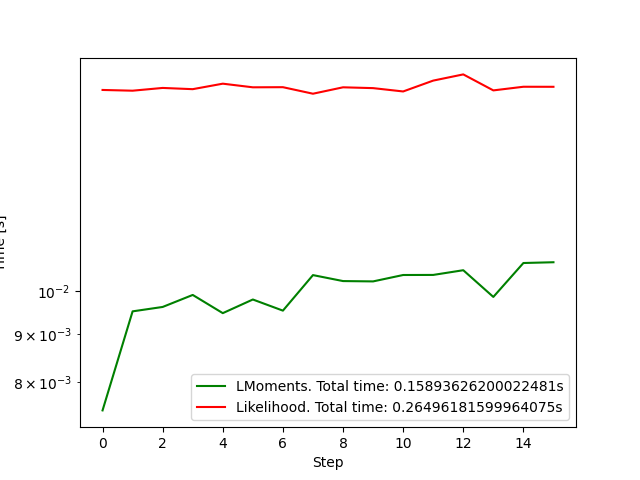 Time [s]
10⁻²
9 × 10⁻³
8 × 10⁻³
LMoments. Total time: 0.15893626200022481s
Likelihood. Total time: 0.26496181599964075s
0 2 4 6 8 10 12 14
Step